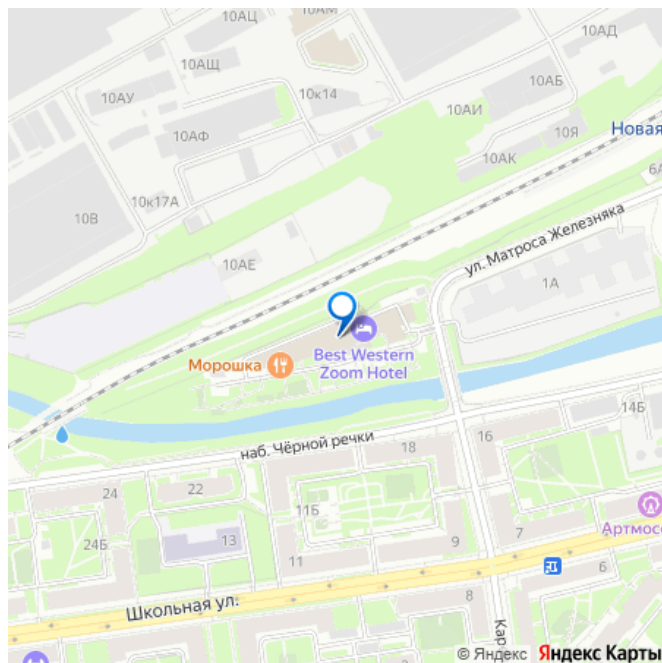 10АЦ
10АМ
10АД
10АЩ
10АУ
10к14
10АБ
10АИ
10АФ
10Я
Новая
10АК
10к17А
6А
10В
ул. Матроса Железняка
10АЕ
1А
Best Western
Zoom Hotel
Морошка
14Б
наб. Чёрной речки
18
16
24
22
11Б
Артмос
24Б
13
9
7
11
6
Школьная ул.
8
Кар
© Яндекс
Яндекс Карты